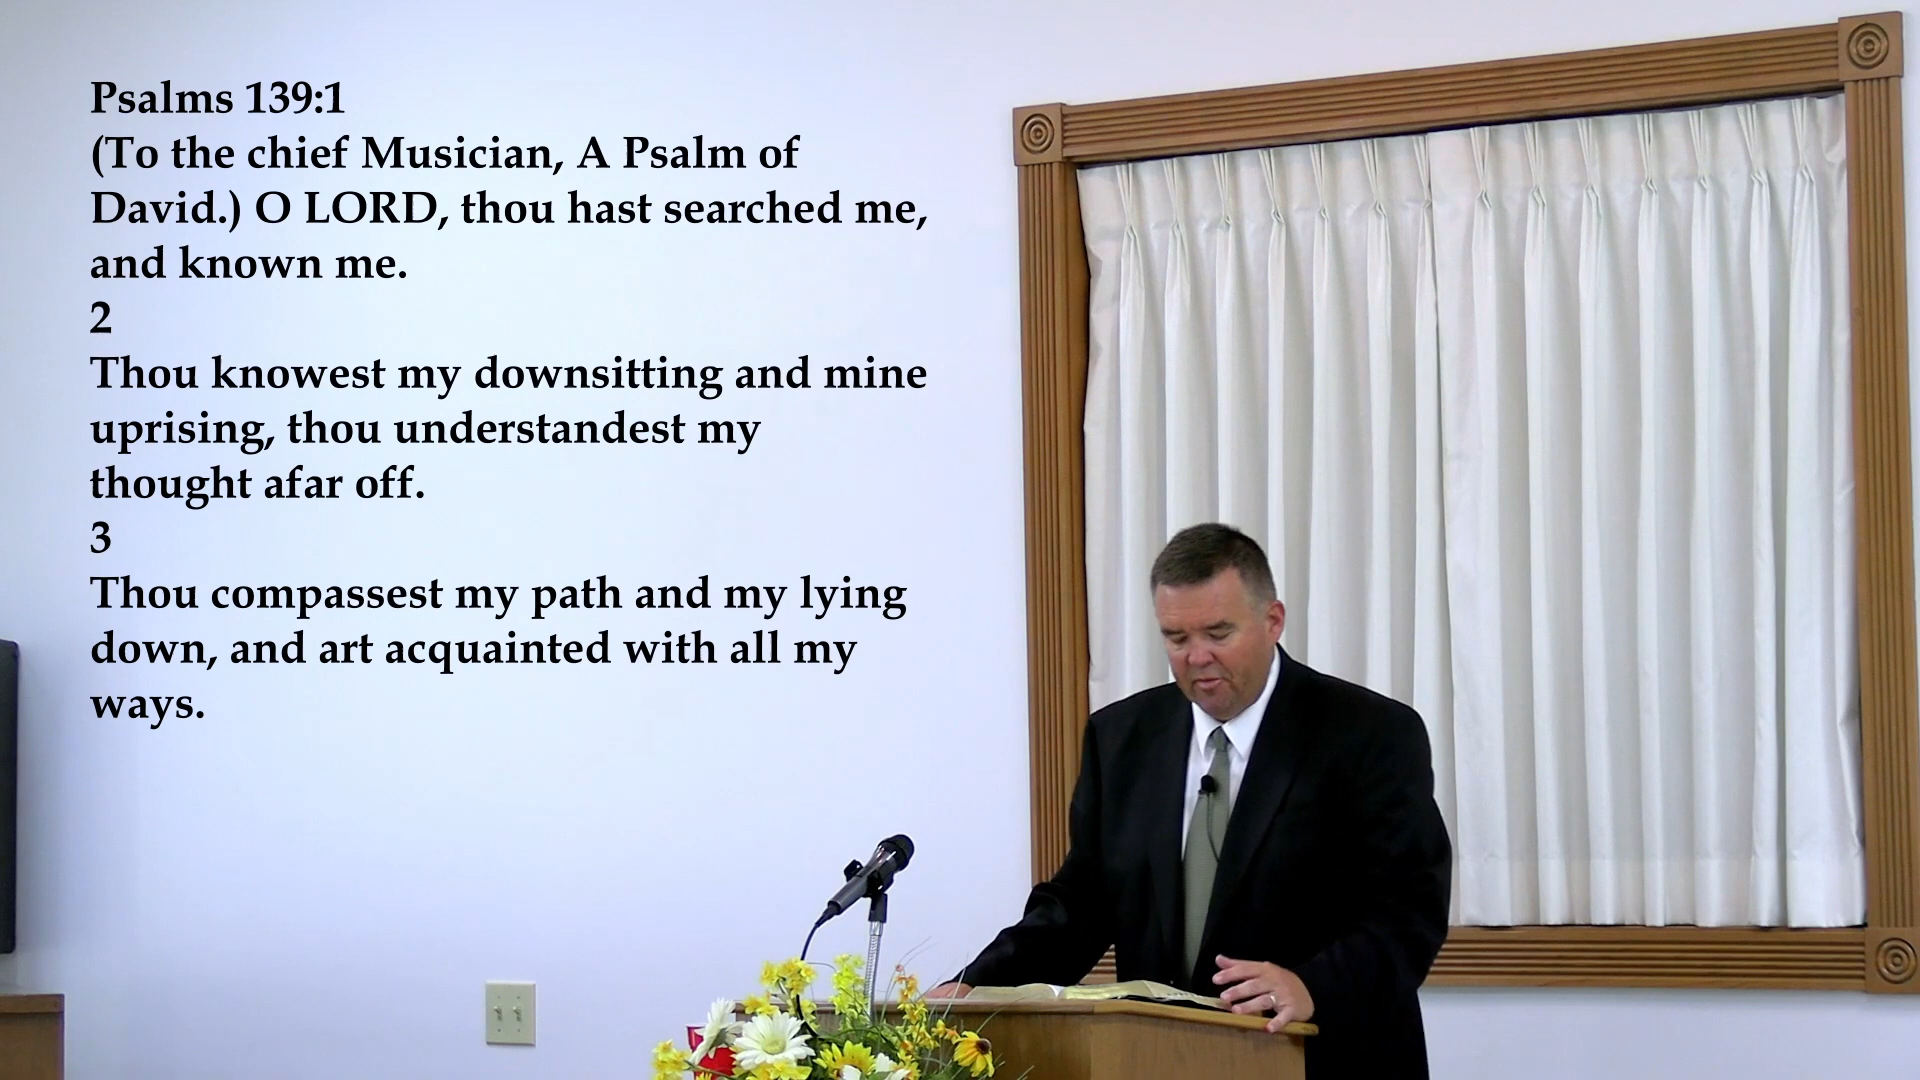 Psalms 139:1
(To the chief Musician, A Psalm of
David.) O LORD, thou hast searched me,
and known me.
2
Thou knowest my downsitting and mine
uprising, thou understandest my
thought afar off.
3
Thou compassest my path and my lying
down, and art acquainted with all my
ways.